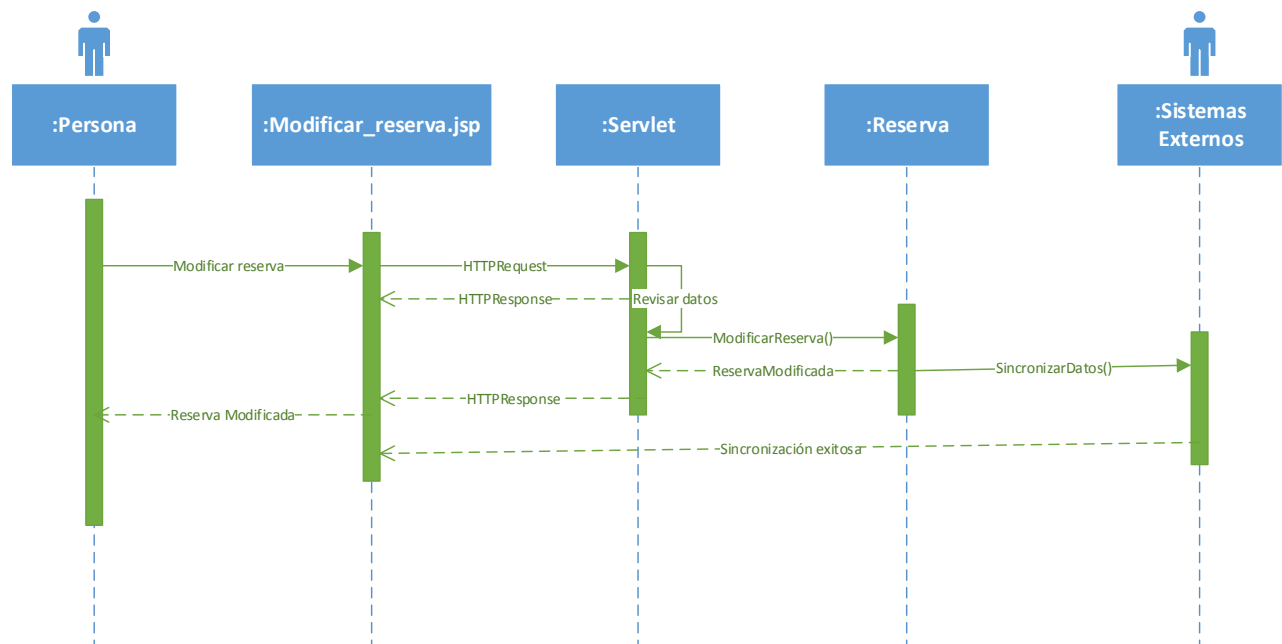 :Persona
:Modificar_reserva.jsp
:Servlet
:Reserva
:Sistemas
Externos
Modificar reserva
HTTPRequest
HTTPResponse
Revisar datos
ModificarReserva()
ReservaModificada
SincronizarDatos()
HTTPResponse
Reserva Modificada
Sincronización exitosa